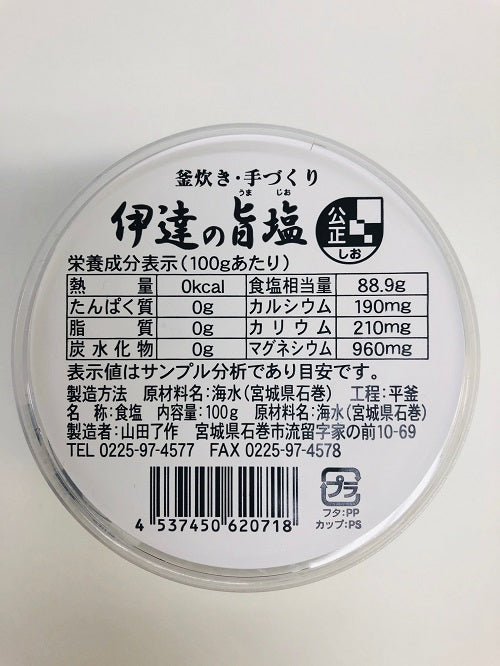 釜炊き・手づくり
うま じお
伊達の旨塩
公正
しお
栄養成分表示(100gあたり)
熱量 0kcal 食塩相当量 88.9g
たんぱく質 0g カルシウム 190mg
脂質 0g カリウム 210mg
炭水化物 0g マグネシウム 960mg
表示値はサンプル分析であり目安です。
製造方法 原材料名:海水(宮城県石巻) 工程:平釜
名 称:食塩 内容量:100g 原材料名:海水(宮城県石巻)
製造者:山田了作 宮城県石巻市流留字家の前10-69
TEL 0225-97-4577 FAX 0225-97-4578
4 537450 620718
プラ
フタ:PP
カップ:PS